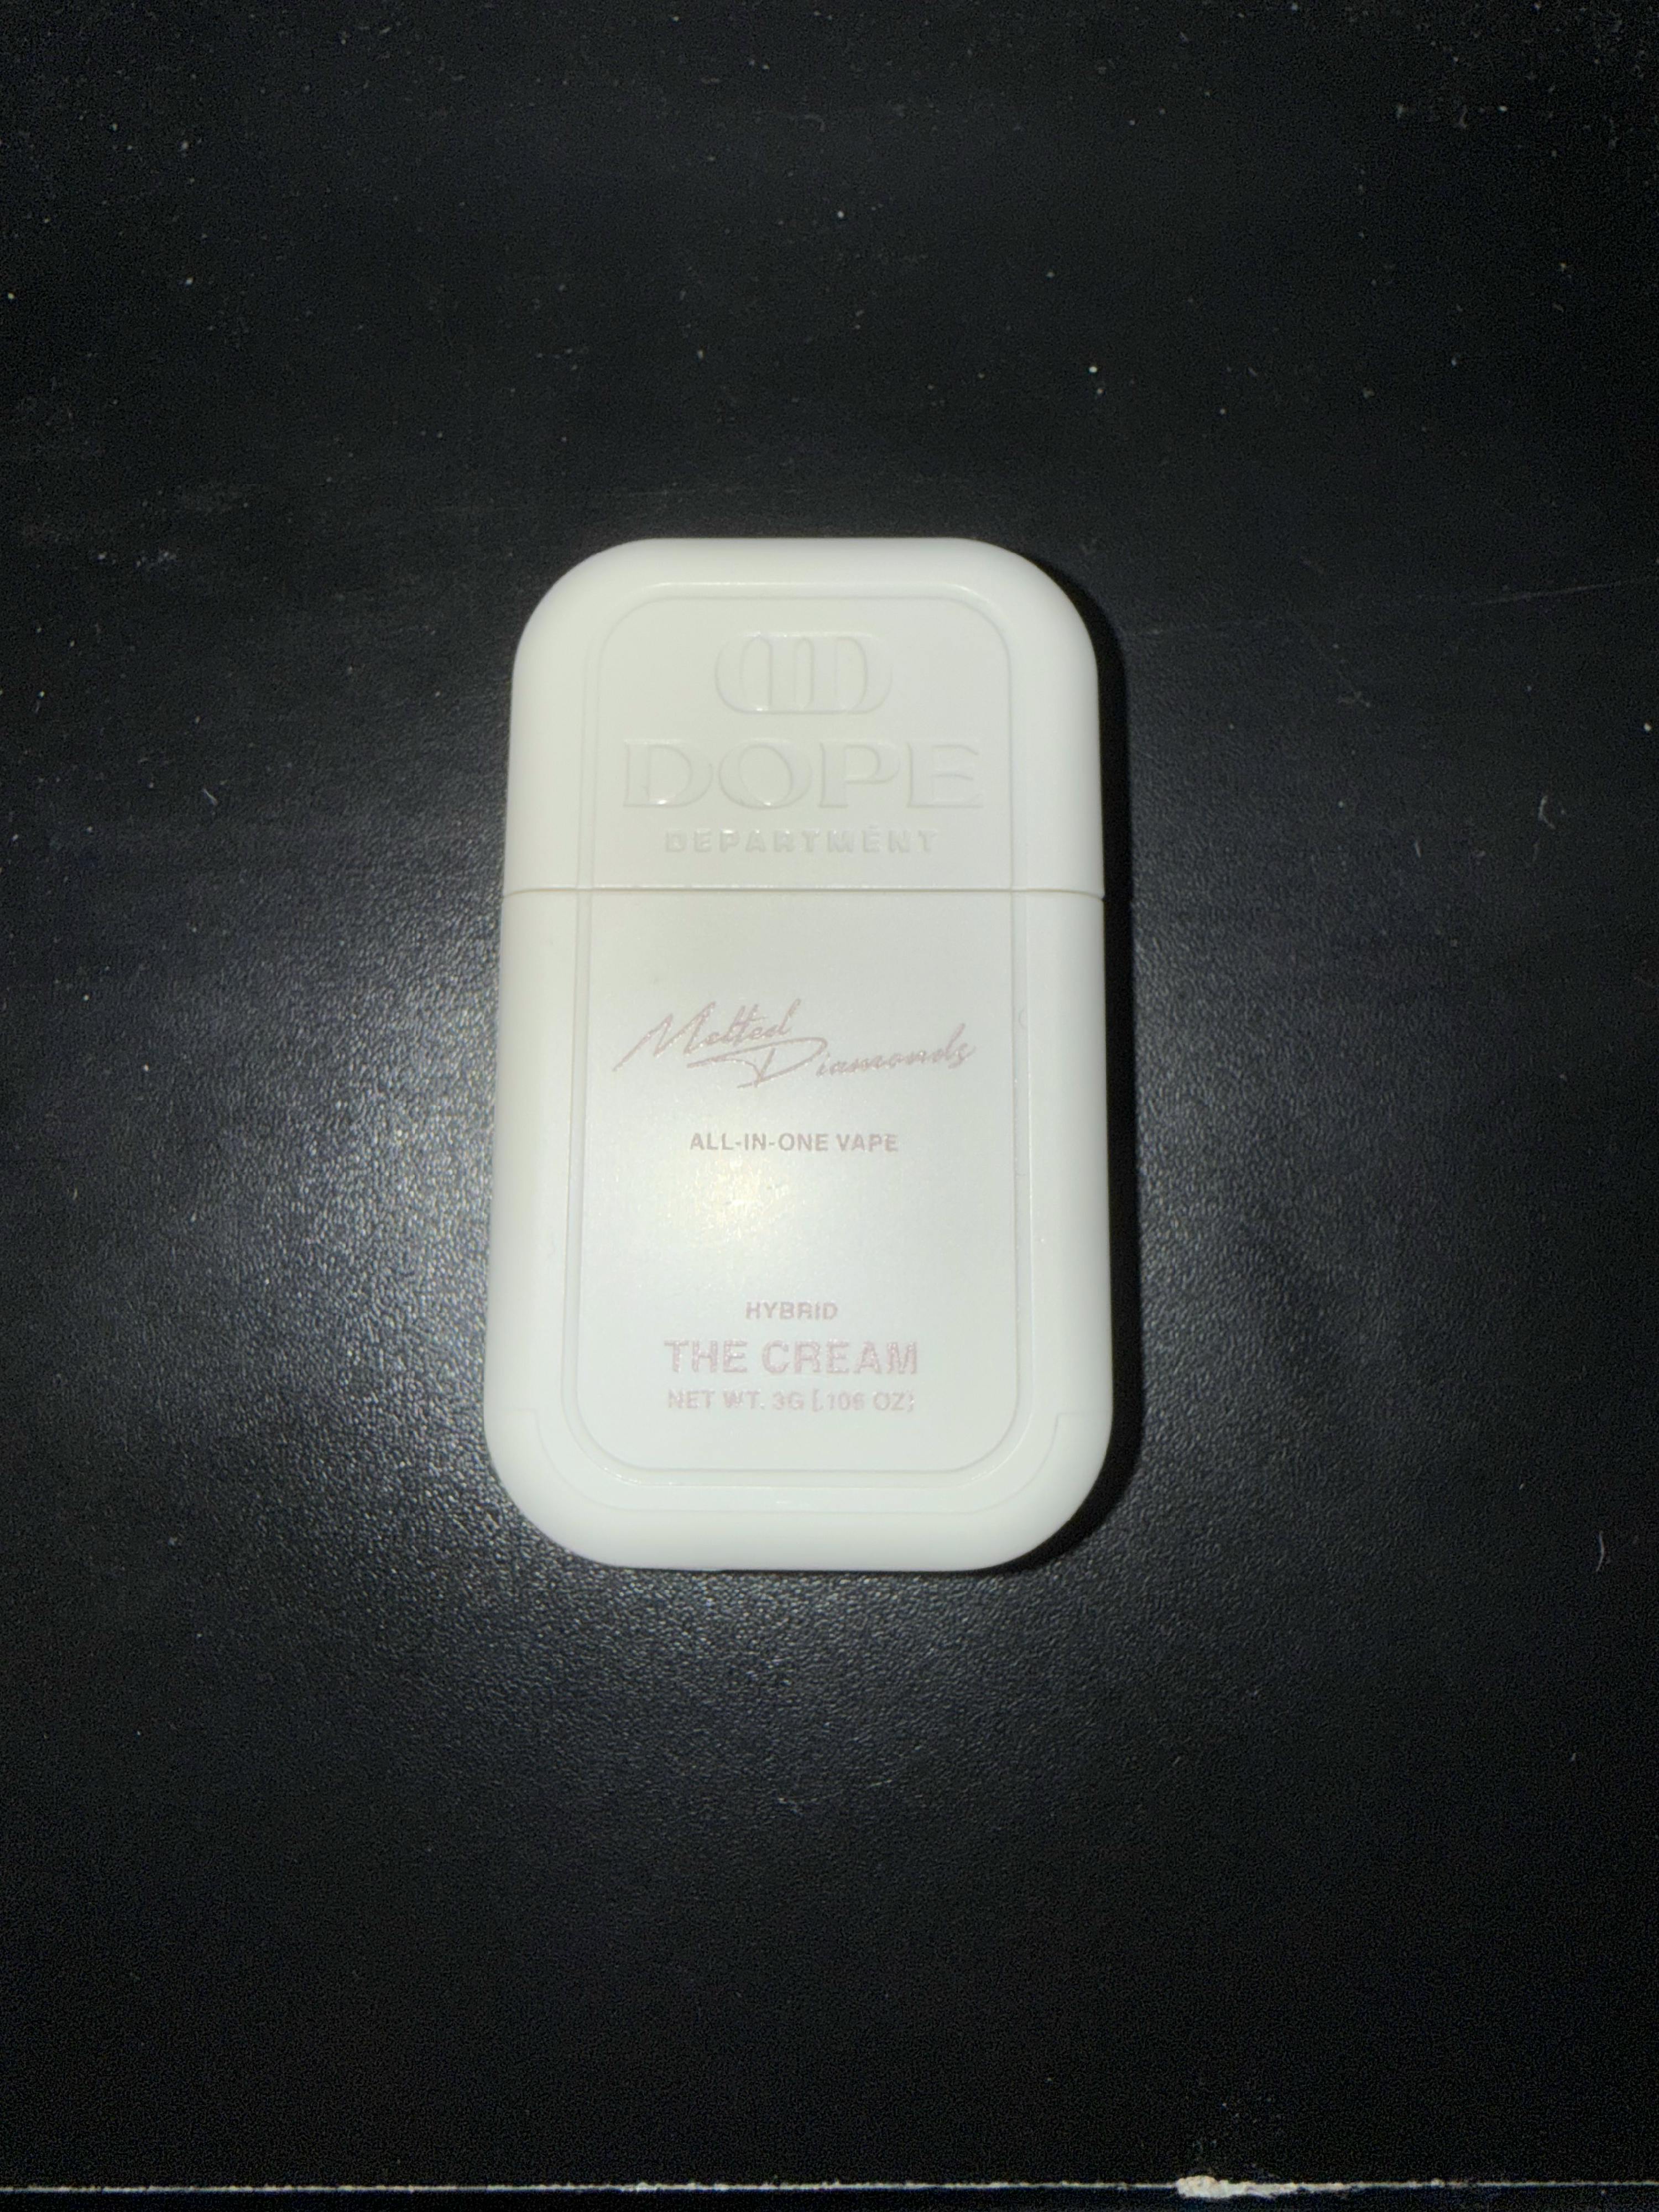 DOPE
DEPARTMENT
Melted
Diamonds
ALL-IN-ONE VAPE
HYBRID
THE CREAM
NET WT. 3G [.106 OZ]